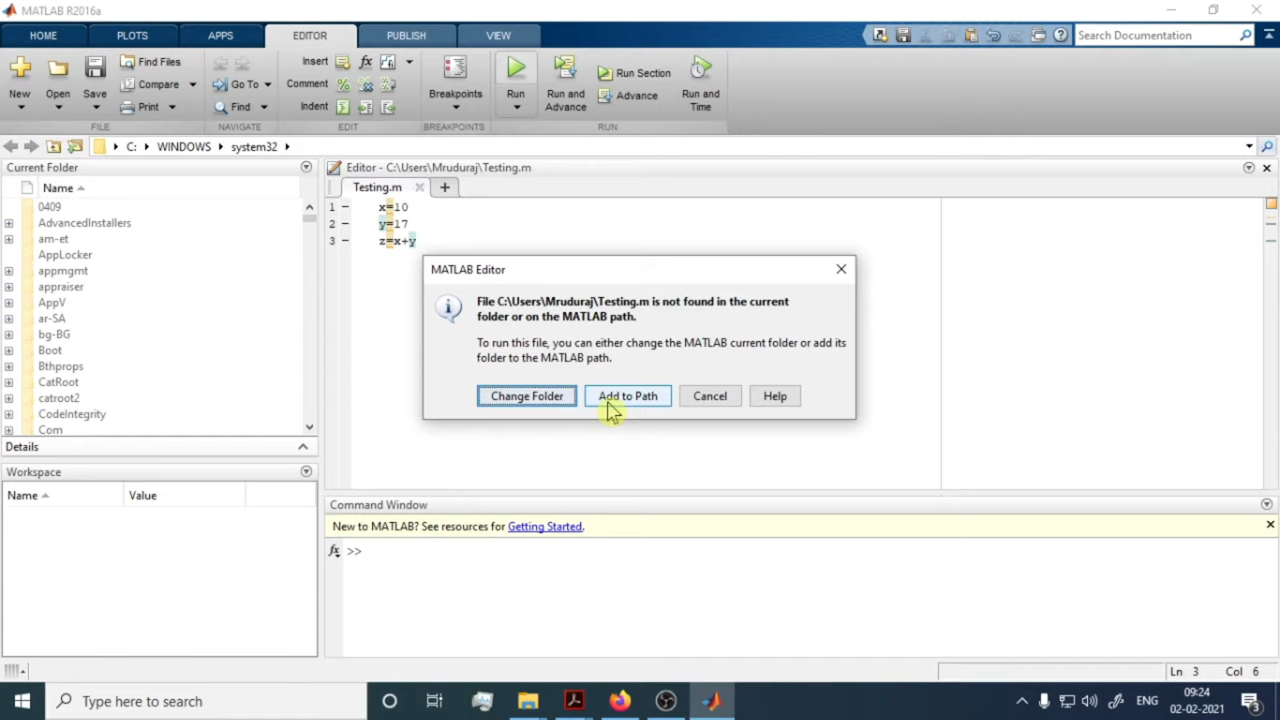 MATLAB R2016a
HOME PLOTS APPS EDITOR PUBLISH VIEW Search Documentation
New Open Save Find Files Compare Print
FILE
Go To Find
NAVIGATE
Insert fx
Comment
Indent
EDIT
Breakpoints
BREAKPOINTS
Run Run and Advance Run Section Advance Run and Time
RUN
C: WINDOWS system32
Current Folder
Name
0409
AdvancedInstallers
am-et
AppLocker
appmgmt
appraiser
AppV
ar-SA
bg-BG
Boot
Bthprops
CatRoot
catroot2
CodeIntegrity
Com
Details
Workspace
Name Value
Editor - C:\Users\Mruduraj\Testing.m
Testing.m
1 x=10
2 y=17
3 z=x+y
MATLAB Editor
File C:\Users\Mruduraj\Testing.m is not found in the current
folder or on the MATLAB path.
To run this file, you can either change the MATLAB current folder or add its
folder to the MATLAB path.
Change Folder Add to Path Cancel Help
Command Window
New to MATLAB? See resources for Getting Started.
fx >>
Ln 3 Col 6
Type here to search
ENG
09:24
02-02-2021
3